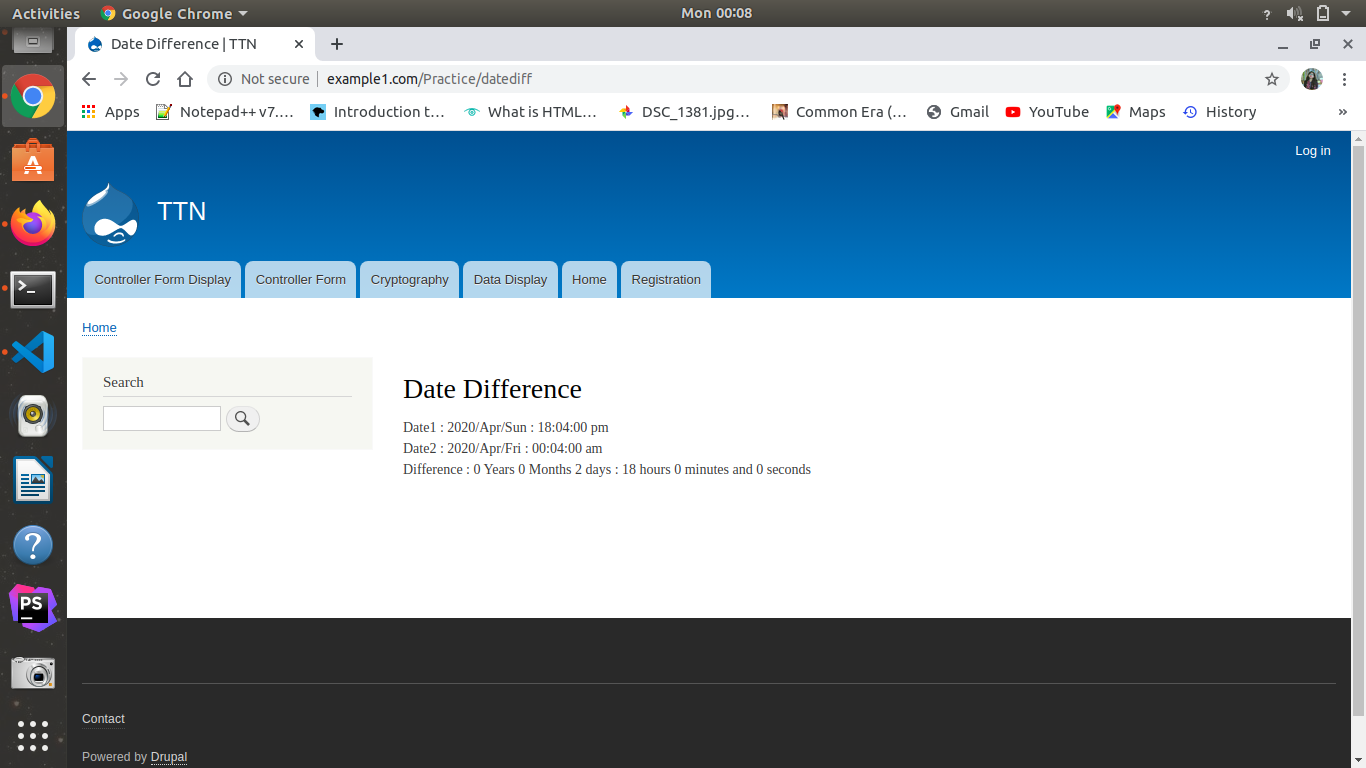 Activities Google Chrome Mon 00:08 ?
Date Difference | TTN
Not secure example1.com/Practice/datediff
Apps Notepad++ v7.… Introduction t… What is HTML… DSC_1381.jpg… Common Era (… Gmail YouTube Maps History »
Log in
TTN
Controller Form Display Controller Form Cryptography Data Display Home Registration
Home
Search
Date Difference
Date1 : 2020/Apr/Sun : 18:04:00 pm
Date2 : 2020/Apr/Fri : 00:04:00 am
Difference : 0 Years 0 Months 2 days : 18 hours 0 minutes and 0 seconds
?
PS
Contact
Powered by Drupal